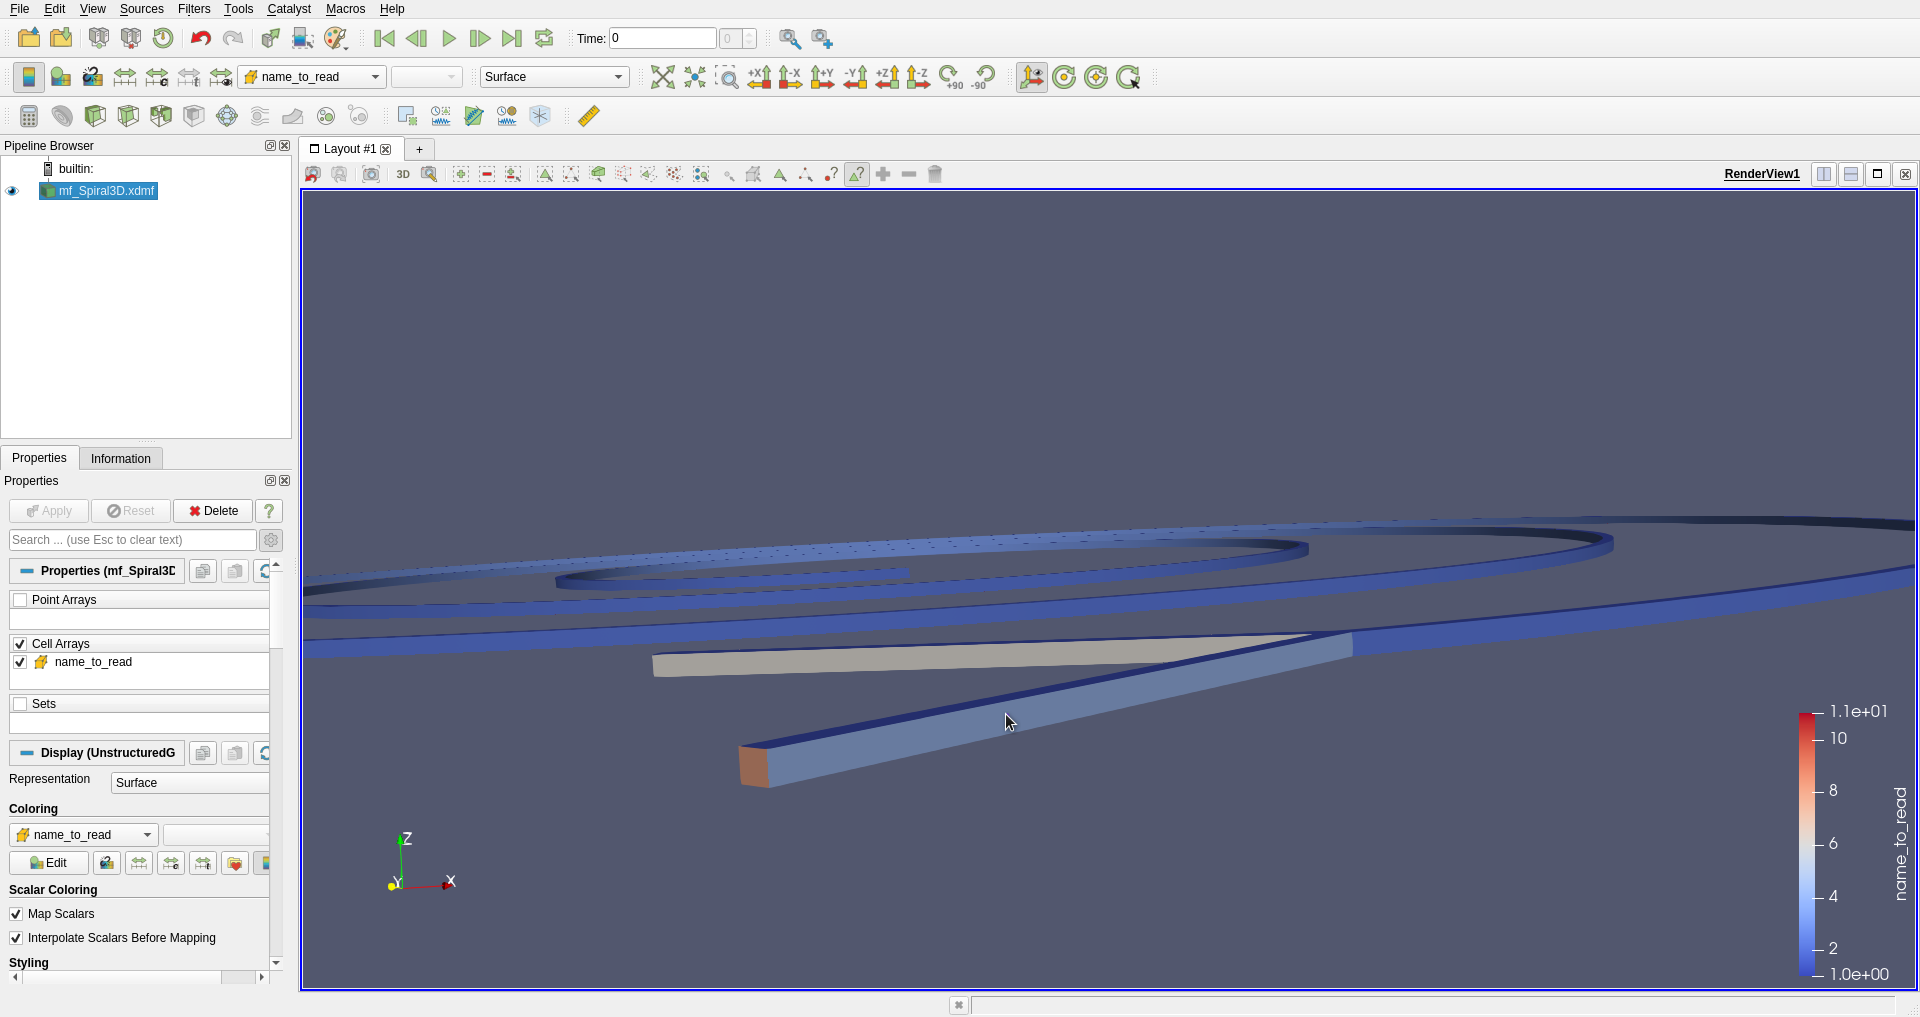 File Edit View Sources Filters Tools Catalyst Macros Help
Time: 0 0
name_to_read Surface +X -X +Y -Y +Z -Z +90 -90
Pipeline Browser
builtin:
mf_Spiral3D.xdmf
Layout #1 +
3D RenderView1
Properties Information
Properties
Apply Reset Delete ?
Search ... (use Esc to clear text)
Properties (mf_Spiral3D
Point Arrays
Cell Arrays
name_to_read
Sets
Display (UnstructuredG
Representation Surface
Coloring
name_to_read
Edit
Scalar Coloring
Map Scalars
Interpolate Scalars Before Mapping
Styling
Z
Y X
1.1e+01
10
8
6
4
2
1.0e+00
name_to_read